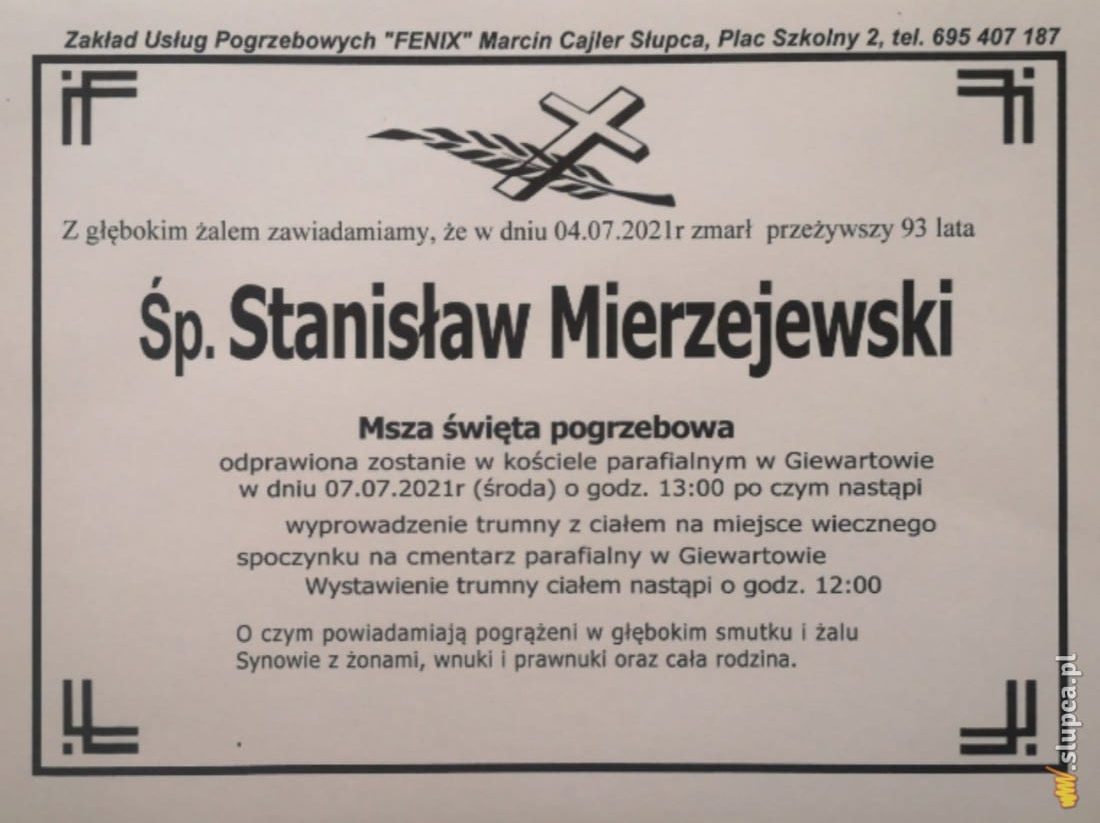 Zakład Usług Pogrzebowych "FENIX" Marcin Cajler Słupca, Plac Szkolny 2, tel. 695 407 187
Z głębokim żalem zawiadamiamy, że w dniu 04.07.2021r zmarł przeżywszy 93 lata
Śp. Stanisław Mierzejewski
Msza święta pogrzebowa
odprawiona zostanie w kościele parafialnym w Giewartowie
w dniu 07.07.2021r (środa) o godz. 13:00 po czym nastąpi
wyprowadzenie trumny z ciałem na miejsce wiecznego
spoczynku na cmentarz parafialny w Giewartowie
Wystawienie trumny ciałem nastąpi o godz. 12:00
O czym powiadamiają pogrążeni w głębokim smutku i żalu
Synowie z żonami, wnuki i prawnuki oraz cała rodzina.
www.slupca.pl